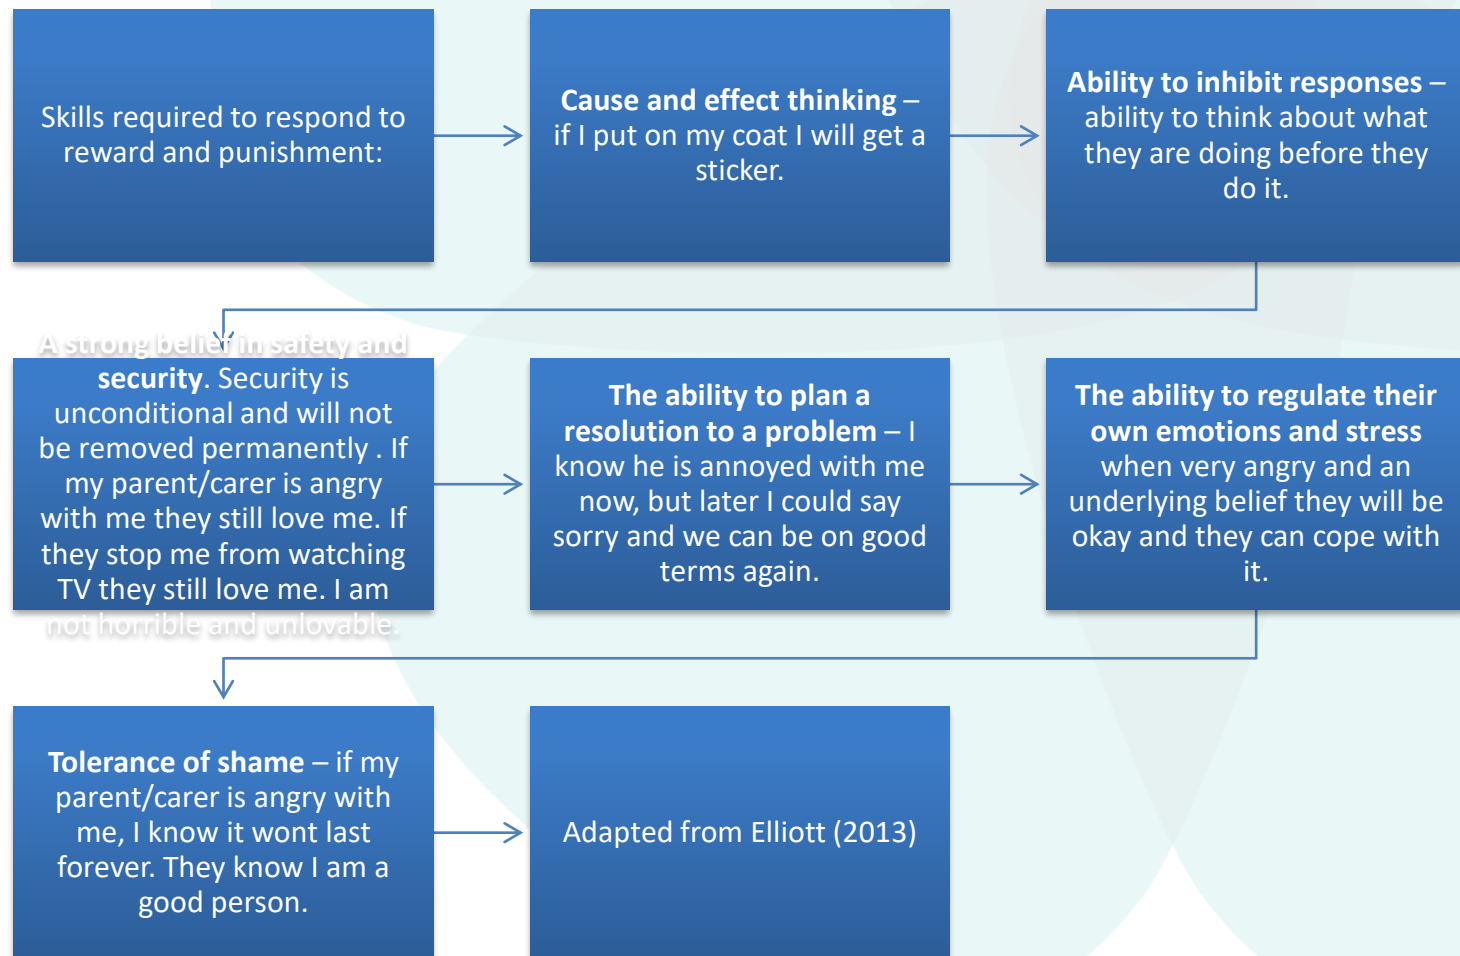 Skills required to respond to
reward and punishment:
Cause and effect thinking –
if I put on my coat I will get a
sticker.
Ability to inhibit responses –
ability to think about what
they are doing before they
do it.
A strong belief in safety and
security. Security is
unconditional and will not
be removed permanently . If
my parent/carer is angry
with me they still love me. If
they stop me from watching
TV they still love me. I am
not horrible and unlovable.
The ability to plan a
resolution to a problem – I
know he is annoyed with me
now, but later I could say
sorry and we can be on good
terms again.
The ability to regulate their
own emotions and stress
when very angry and an
underlying belief they will be
okay and they can cope with
it.
Tolerance of shame – if my
parent/carer is angry with
me, I know it wont last
forever. They know I am a
good person.
Adapted from Elliott (2013)